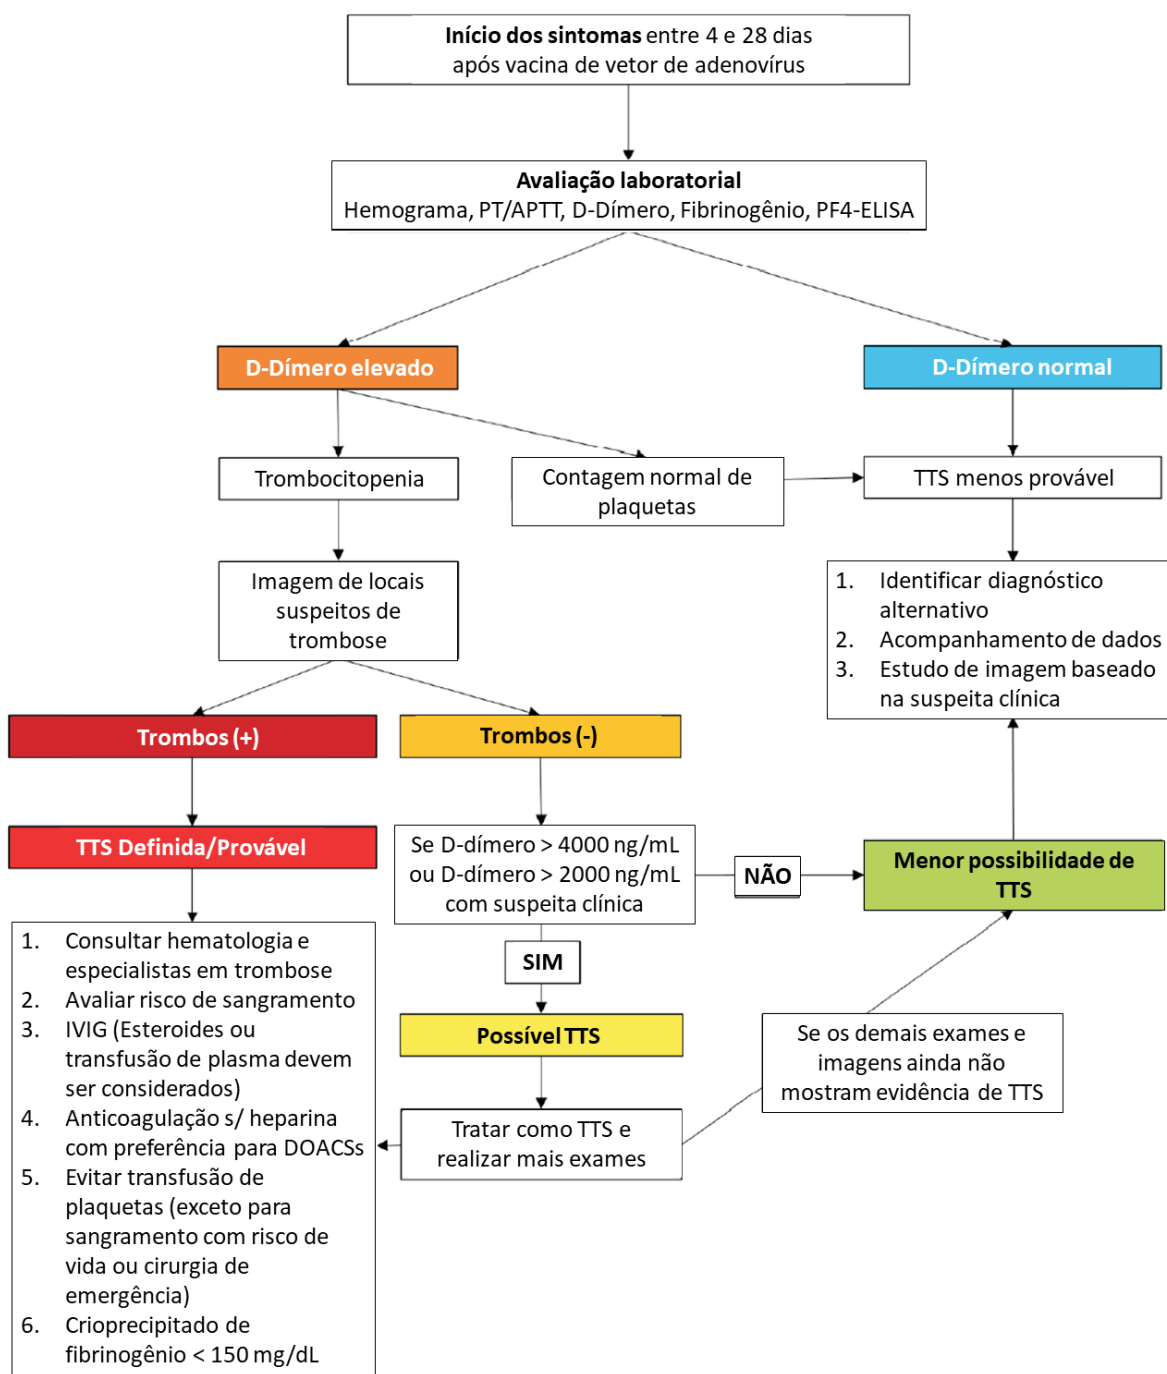 Início dos sintomas entre 4 e 28 dias
após vacina de vetor de adenovírus
Avaliação laboratorial
Hemograma, PT/APTT, D-Dímero, Fibrinogênio, PF4-ELISA
D-Dímero elevado
D-Dímero normal
Trombocitopenia
Contagem normal de
plaquetas
TTS menos provável
Imagem de locais
suspeitos de
trombose
1. Identificar diagnóstico
alternativo
2. Acompanhamento de dados
3. Estudo de imagem baseado
na suspeita clínica
Trombos (+)
Trombos (-)
TTS Definida/Provável
Se D-dímero > 4000 ng/mL
ou D-dímero > 2000 ng/mL
com suspeita clínica
NÃO
Menor possibilidade de
TTS
SIM
Possível TTS
Se os demais exames e
imagens ainda não
mostram evidência de TTS
Tratar como TTS e
realizar mais exames
1. Consultar hematologia e
especialistas em trombose
2. Avaliar risco de sangramento
3. IVIG (Esteroides ou
transfusão de plasma devem
ser considerados)
4. Anticoagulação s/ heparina
com preferência para DOACSs
5. Evitar transfusão de
plaquetas (exceto para
sangramento com risco de
vida ou cirurgia de
emergência)
6. Crioprecipitado de
fibrinogênio < 150 mg/dL